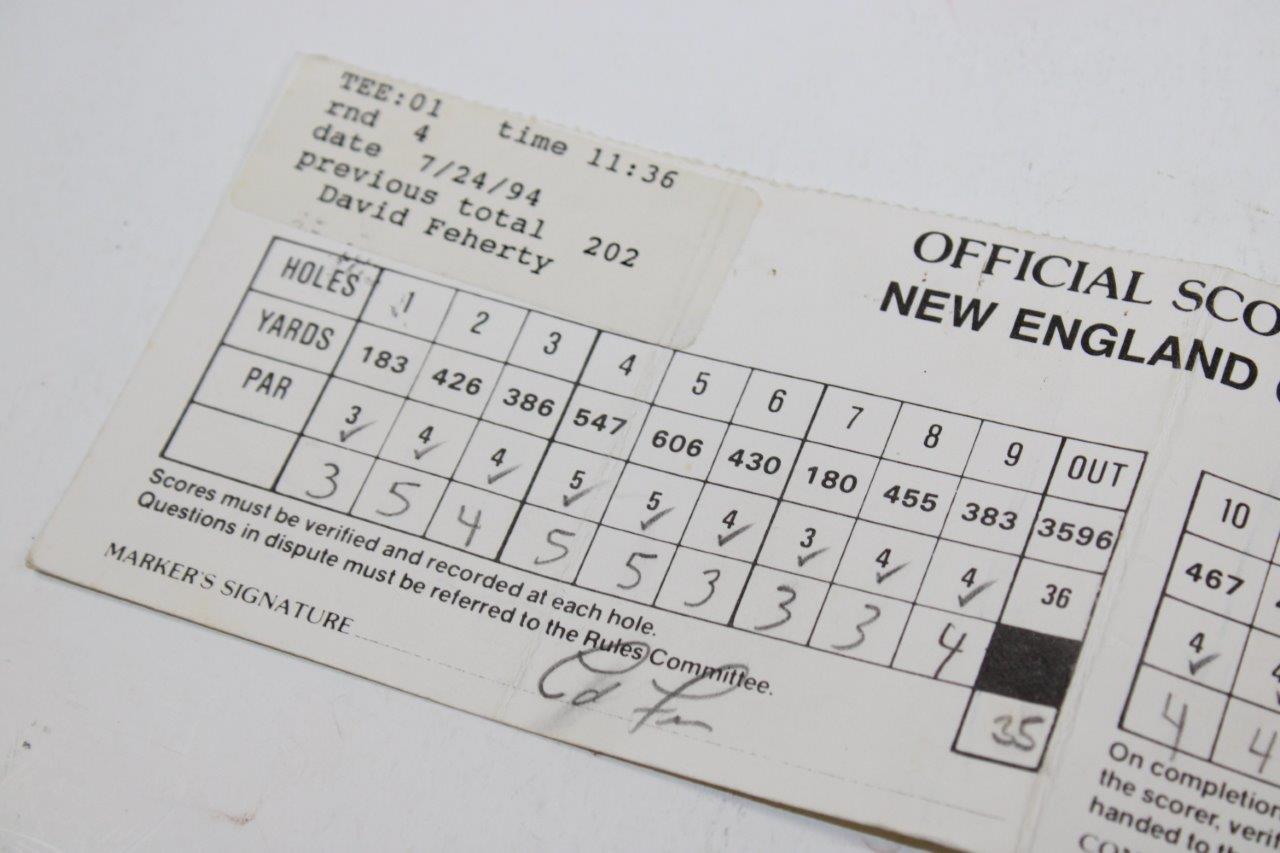 TEE:01 time 11:36
rnd 4
date 7/24/94
previous total 202
David Feherty
OFFICIAL SCO
NEW ENGLAND
HOLES 1 2 3 4 5 6 7 8 9 OUT
YARDS 183 426 386 547 606 430 180 455 383 3596
PAR 3 4 4 5 5 4 3 4 4 36
3 5 4 5 5 3 3 3 4
35
Scores must be verified and recorded at each hole.
Questions in dispute must be referred to the Rules Committee.
MARKER'S SIGNATURE
10
467
4
4 4
On completion
the scorer, verif
handed to th